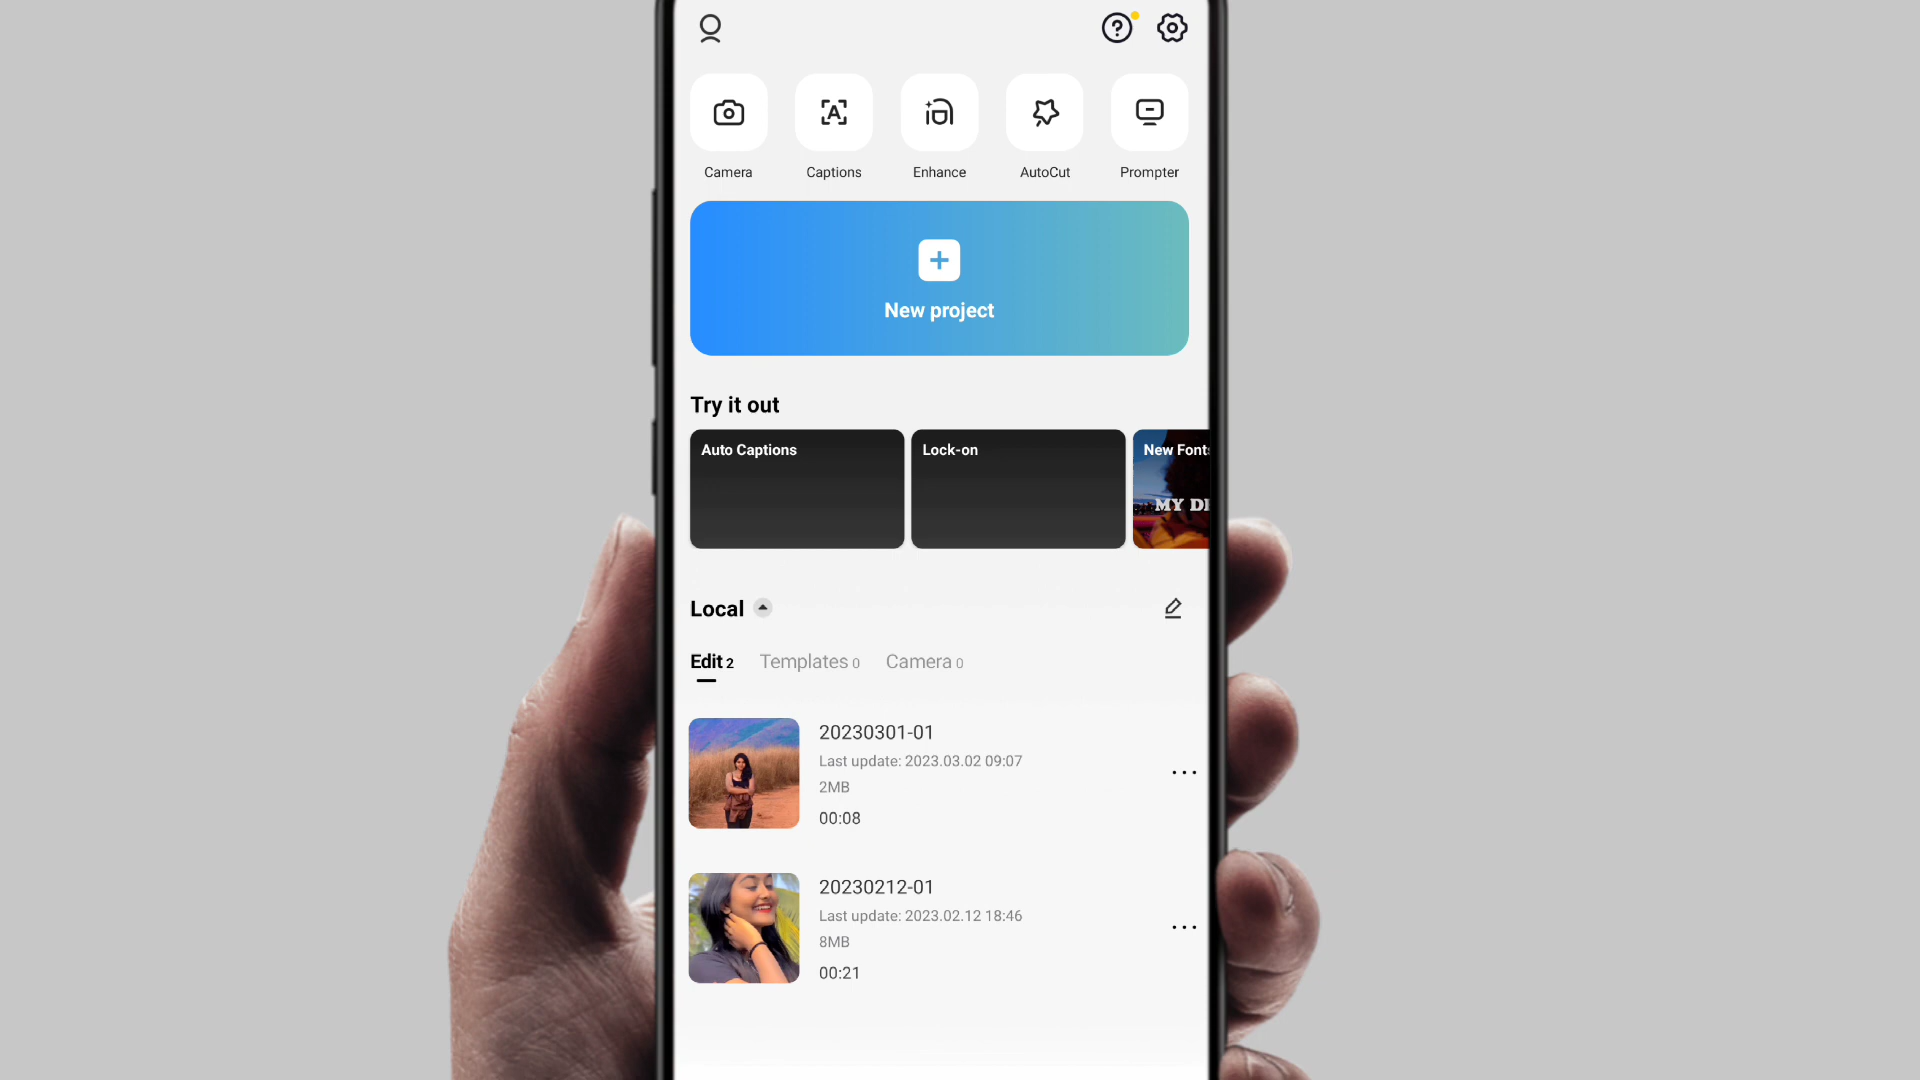 Camera
Captions
Enhance
AutoCut
Prompter
New project
Try it out
Auto Captions
Lock-on
New Fonts
MY
Local
Edit 2
Templates 0
Camera 0
20230301-01
Last update: 2023.03.02 09:07
2MB
00:08
20230212-01
Last update: 2023.02.12 18:46
8MB
00:21